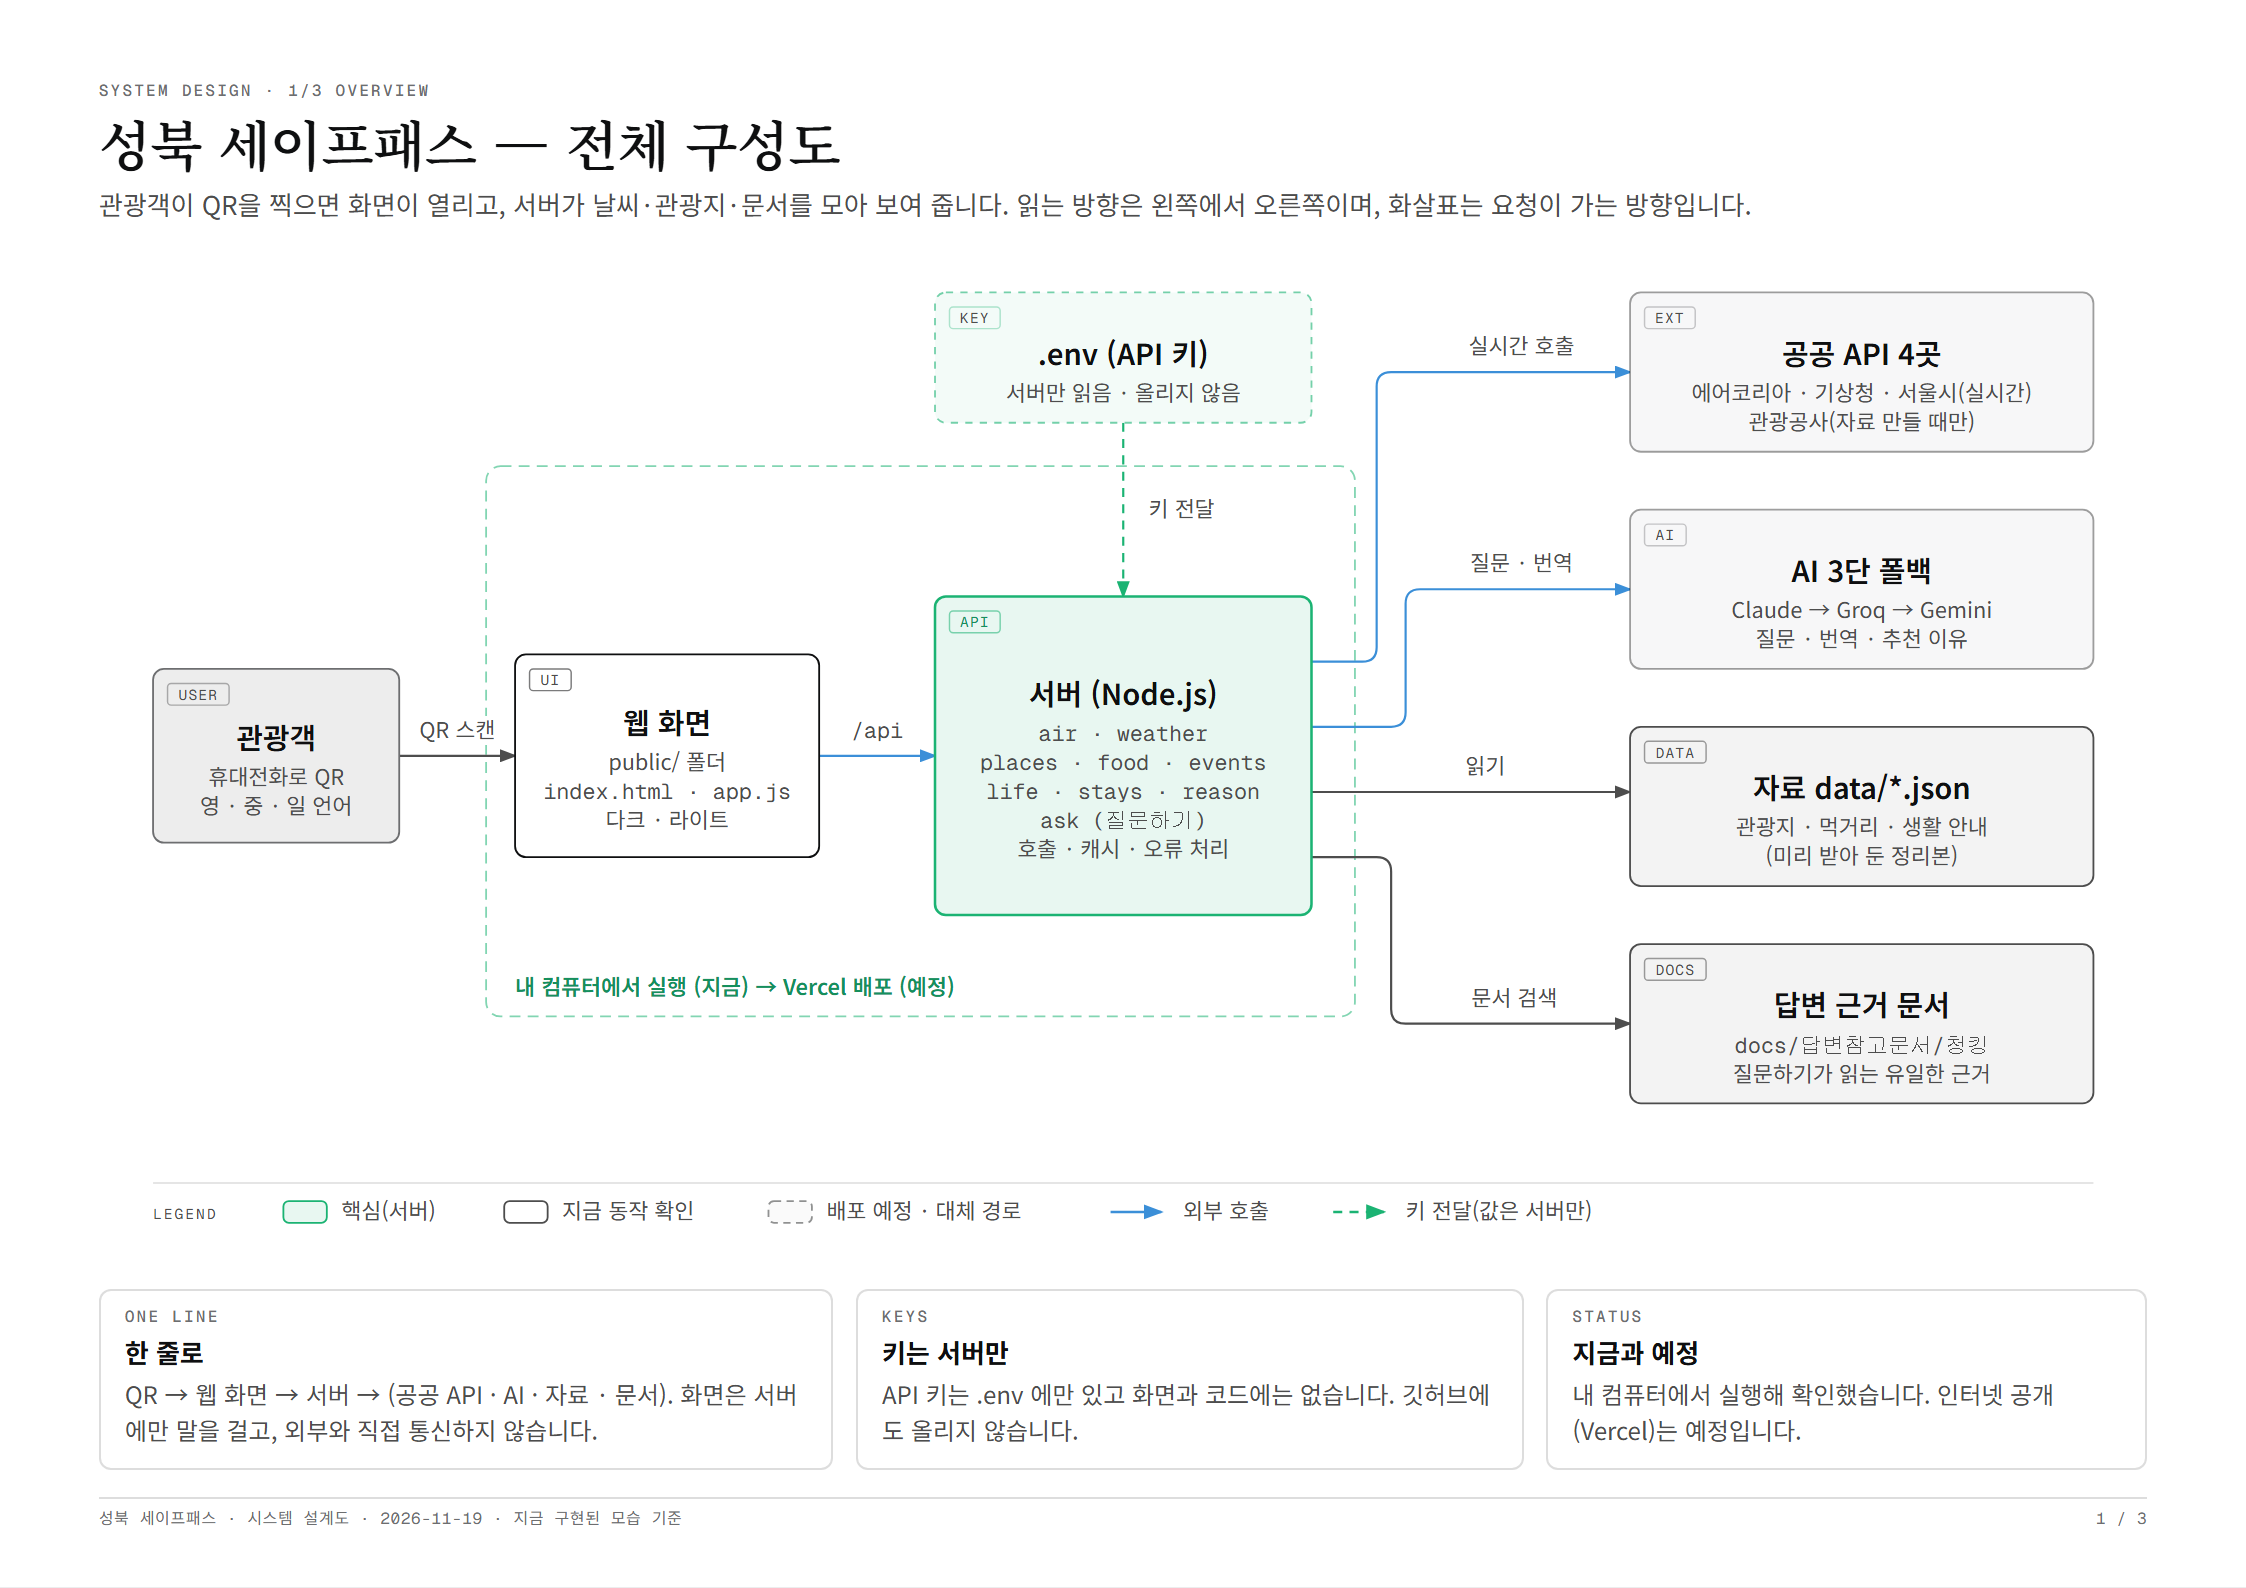 SYSTEM DESIGN · 1/3 OVERVIEW
성북 세이프패스 — 전체 구성도
관광객이 QR을 찍으면 화면이 열리고, 서버가 날씨·관광지·문서를 모아 보여 줍니다. 읽는 방향은 왼쪽에서 오른쪽이며, 화살표는 요청이 가는 방향입니다.
KEY
.env (API 키)
서버만 읽음 · 올리지 않음
키 전달
USER
관광객
휴대전화로 QR
영 · 중 · 일 언어
QR 스캔
UI
웹 화면
public/ 폴더
index.html · app.js
다크 · 라이트
/api
API
서버 (Node.js)
air · weather
places · food · events
life · stays · reason
ask (질문하기)
호출 · 캐시 · 오류 처리
내 컴퓨터에서 실행 (지금) → Vercel 배포 (예정)
실시간 호출
EXT
공공 API 4곳
에어코리아 · 기상청 · 서울시(실시간)
관광공사(자료 만들 때만)
질문 · 번역
AI
AI 3단 폴백
Claude → Groq → Gemini
질문 · 번역 · 추천 이유
읽기
DATA
자료 data/*.json
관광지 · 먹거리 · 생활 안내
(미리 받아 둔 정리본)
문서 검색
DOCS
답변 근거 문서
docs/답변참고문서/청킹
질문하기가 읽는 유일한 근거
LEGEND
핵심(서버)
지금 동작 확인
배포 예정 · 대체 경로
외부 호출
키 전달(값은 서버만)
ONE LINE
한 줄로
QR → 웹 화면 → 서버 → (공공 API · AI · 자료 · 문서). 화면은 서버
에만 말을 걸고, 외부와 직접 통신하지 않습니다.
KEYS
키는 서버만
API 키는 .env 에만 있고 화면과 코드에는 없습니다. 깃허브에
도 올리지 않습니다.
STATUS
지금과 예정
내 컴퓨터에서 실행해 확인했습니다. 인터넷 공개
(Vercel)는 예정입니다.
성북 세이프패스 · 시스템 설계도 · 2026-11-19 · 지금 구현된 모습 기준
1 / 3